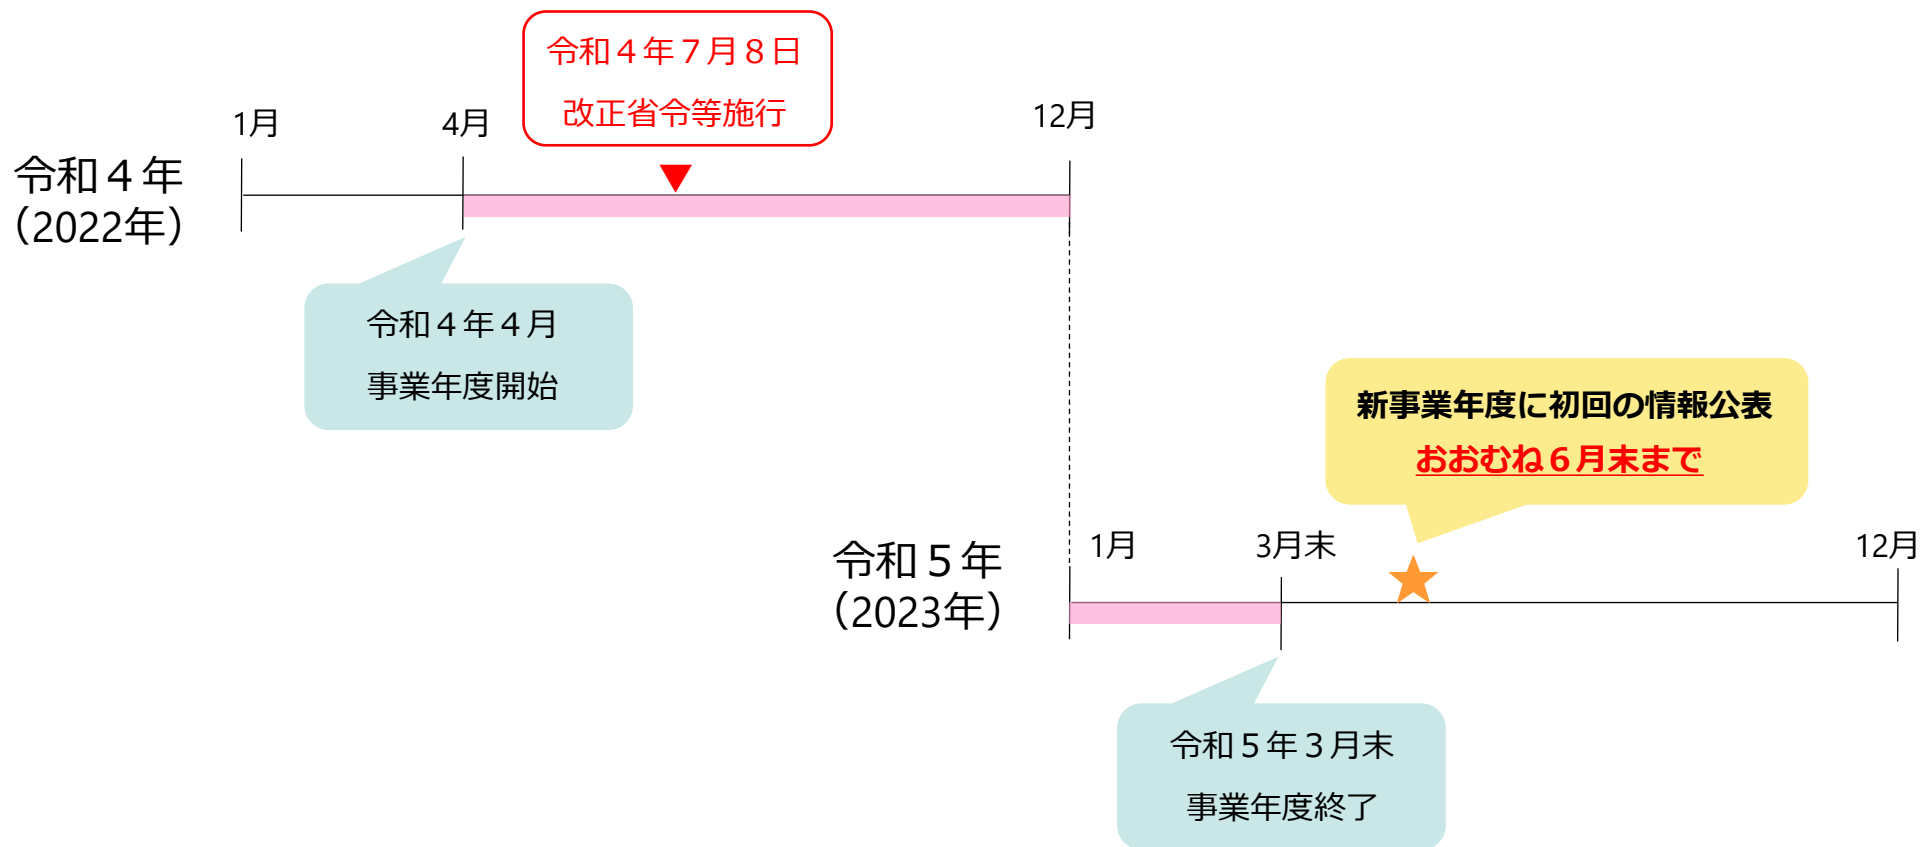 令和４年７月８日
改正省令等施行
1月
4月
12月
令和４年
（2022年）
令和４年４月
事業年度開始
新事業年度に初回の情報公表
おおむね６月末まで
令和５年
（2023年）
1月
3月末
12月
令和５年３月末
事業年度終了